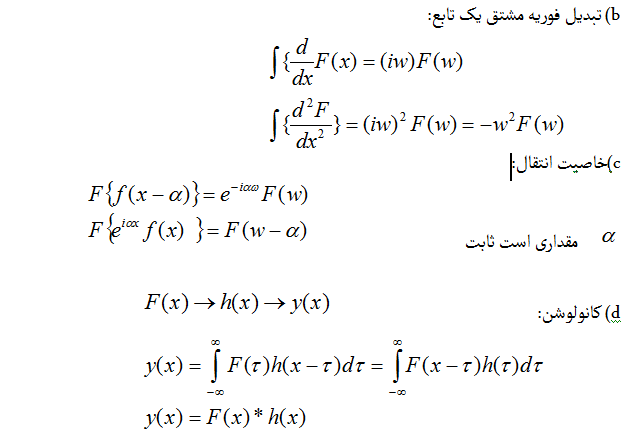 b) تبدیل فوریه مشتق یک تابع:
∫{d/dx F(x) = (iw)F(w)
∫{d²F/dx²} = (iw)² F(w) = −w²F(w)
c)خاصیت انتقال:
F{f(x − α)} = e^{−iαω} F(w)
F{e^{iαx} f(x) } = F(w − α)
α مقداری است ثابت
F(x) → h(x) → y(x)
d) کانولوشن:
y(x) = ∫_{−∞}^{∞} F(τ)h(x − τ)dτ = ∫_{−∞}^{∞} F(x − τ)h(τ)dτ
y(x) = F(x) * h(x)